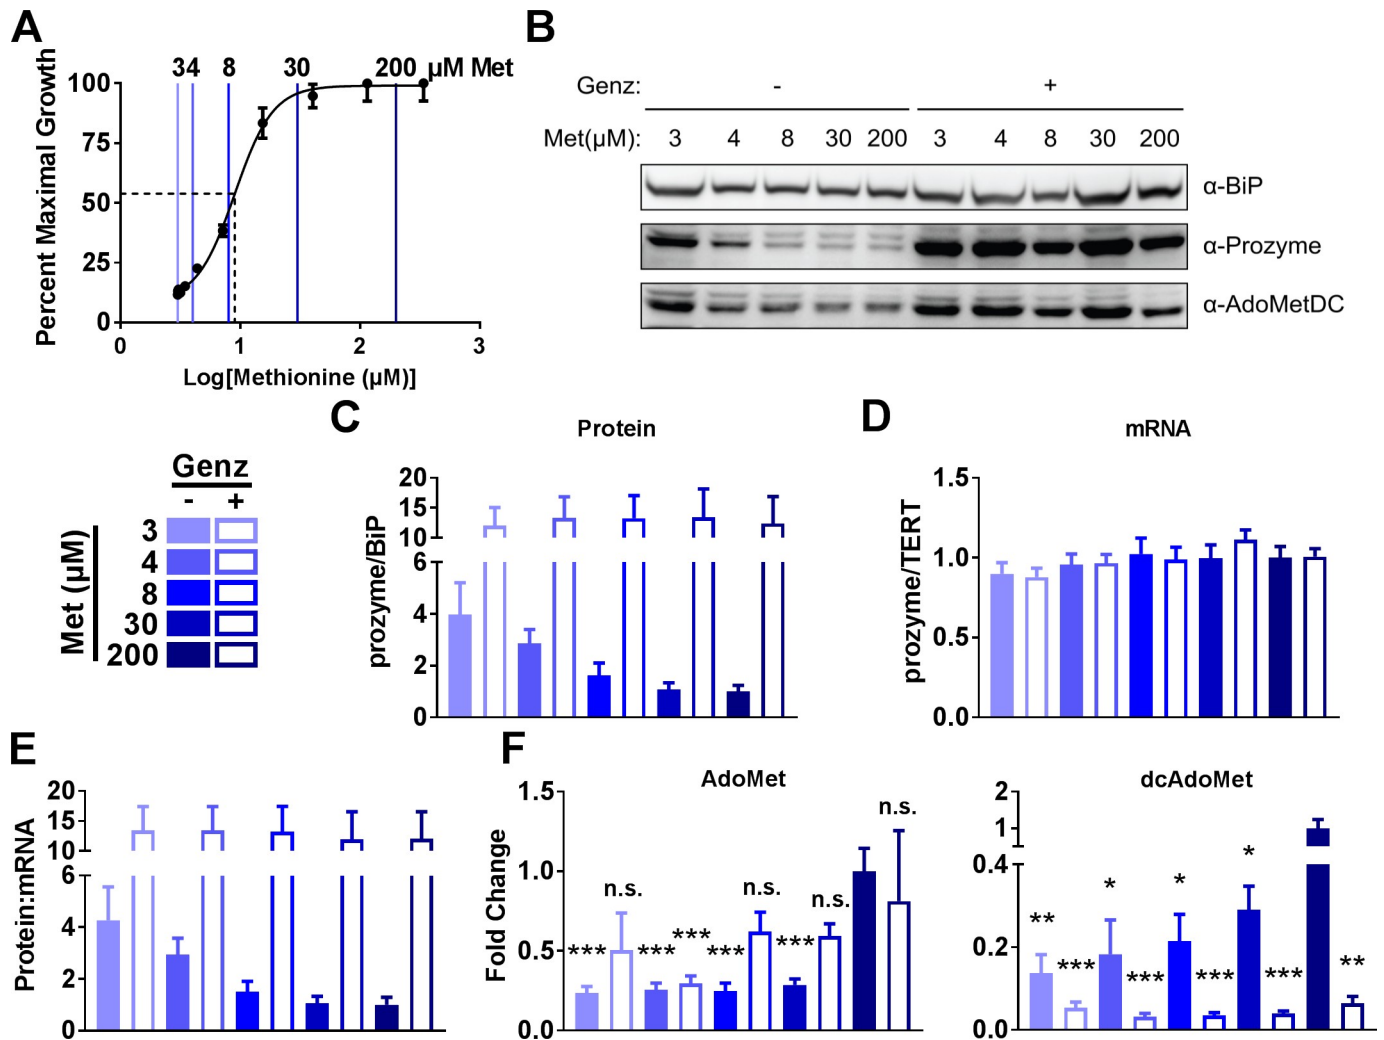 A
34 8 30 200 µM Met
Percent Maximal Growth
100
75
50
25
0
0 1 2 3
Log[Methionine (µM)]
B
Genz: - +
Met(µM): 3 4 8 30 200 3 4 8 30 200
α-BiP
α-Prozyme
α-AdoMetDC
Genz
- +
Met (µM)
3
4
8
30
200
C
Protein
prozyme/BiP
20
15
10
6
4
2
0
D
mRNA
prozyme/TERT
1.5
1.0
0.5
0.0
E
Protein:mRNA
20
15
10
6
4
2
0
F
AdoMet
Fold Change
1.5
1.0
0.5
0.0
*** n.s. *** *** *** n.s. *** n.s. n.s.
dcAdoMet
2
1
0.4
0.2
0.0
** *** * *** * *** * *** **